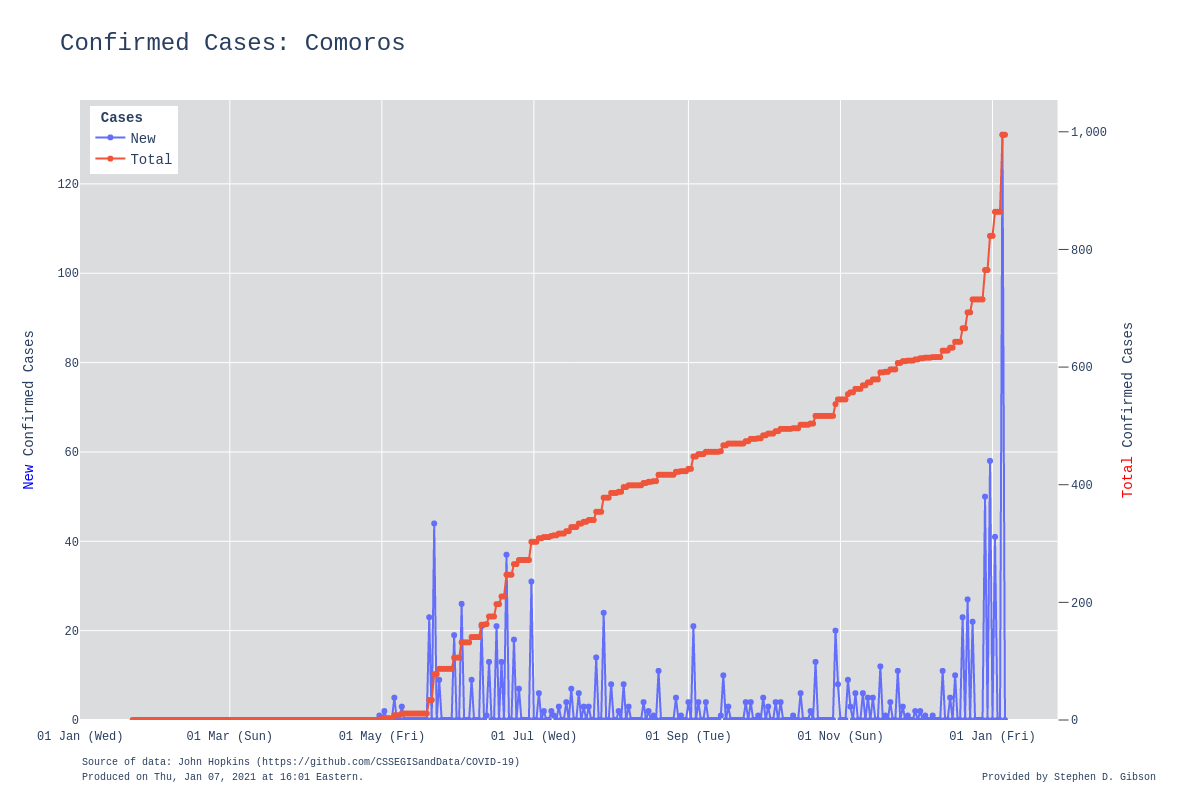 Confirmed Cases: Comoros
Cases
New
Total
120
100
80
60
40
20
0
1,000
800
600
400
200
0
New Confirmed Cases
Total Confirmed Cases
01 Jan (Wed)
01 Mar (Sun)
01 May (Fri)
01 Jul (Wed)
01 Sep (Tue)
01 Nov (Sun)
01 Jan (Fri)
Source of data: John Hopkins (https://github.com/CSSEGISandData/COVID-19)
Produced on Thu, Jan 07, 2021 at 16:01 Eastern.
Provided by Stephen D. Gibson